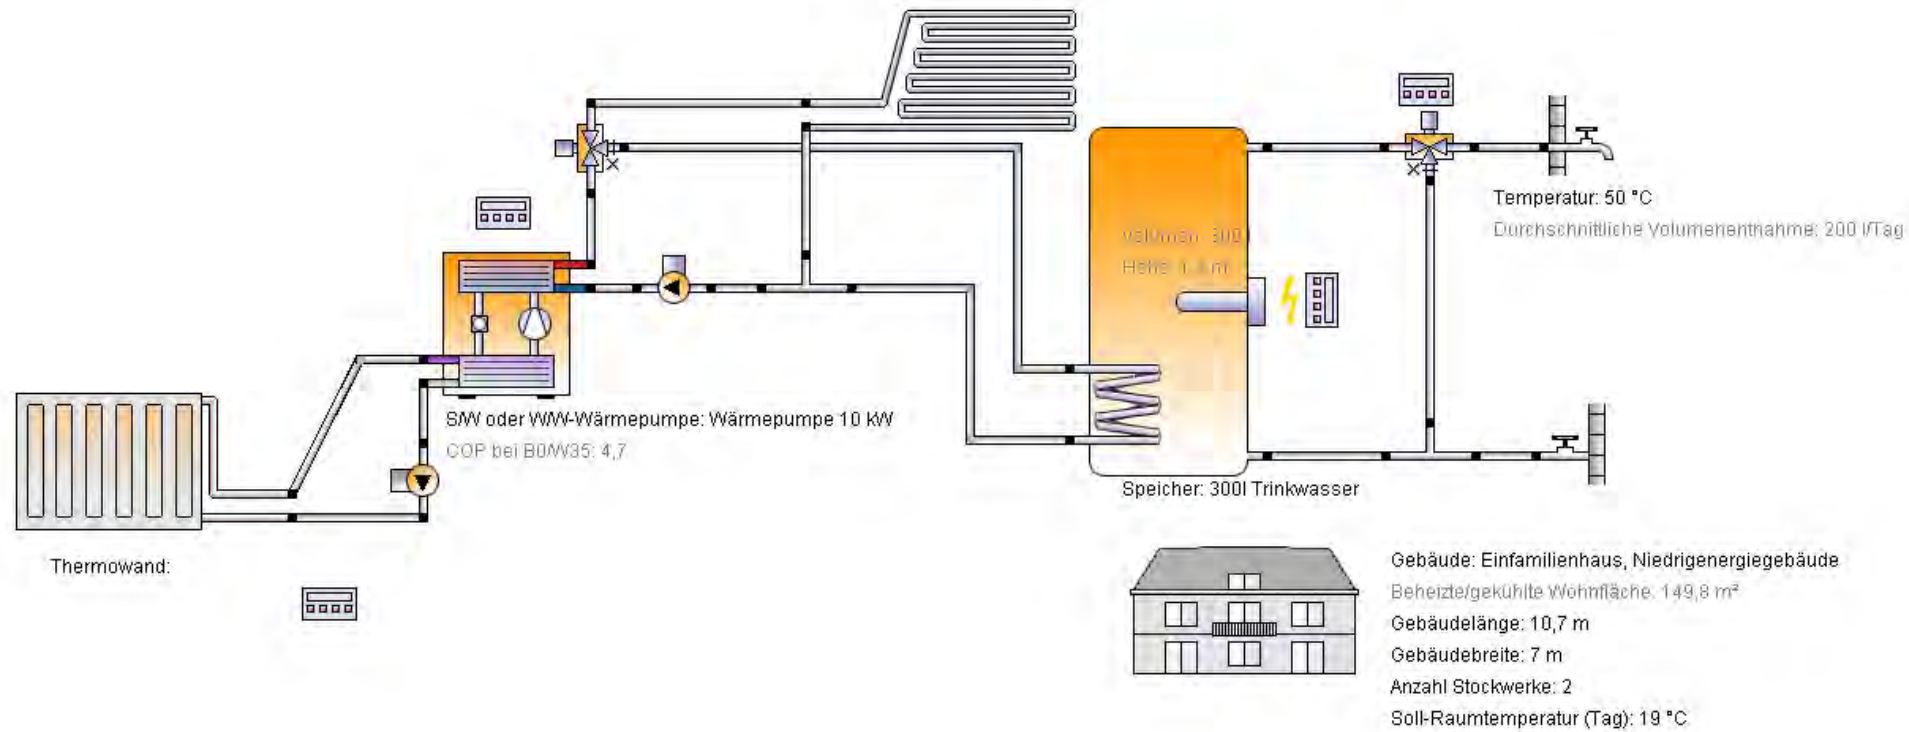 Temperatur: 50 °C
Durchschnittliche Volumenentnahme: 200 l/Tag
Volumen: 300 l
S/W oder W/W-Wärmepumpe: Wärmepumpe 10 kW
COP bei B0/W35: 4,7
Speicher: 300l Trinkwasser
Thermowand:
Gebäude: Einfamilienhaus, Niedrigenergiegebäude
Beheizte/gekühlte Wohnfläche: 149,8 m²
Gebäudelänge: 10,7 m
Gebäudebreite: 7 m
Anzahl Stockwerke: 2
Soll-Raumtemperatur (Tag): 19 °C